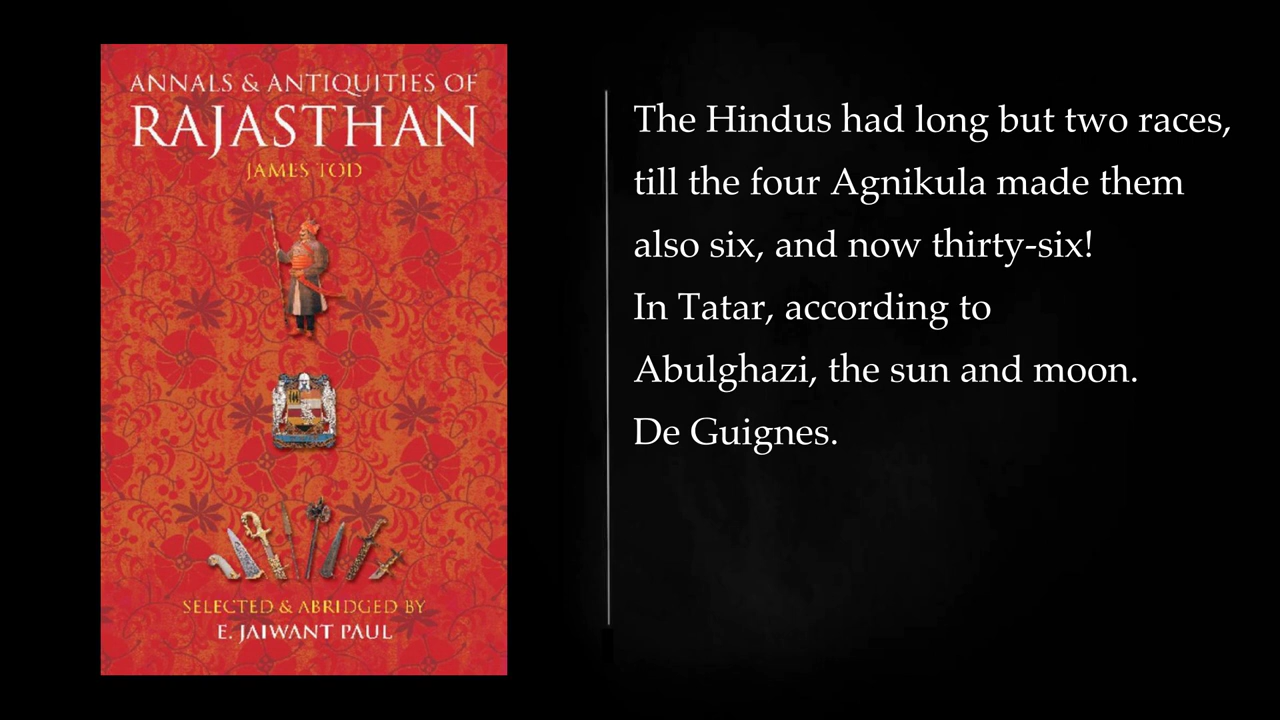 ANNALS & ANTIQUITIES OF
RAJASTHAN
JAMES TOD
SELECTED & ABRIDGED BY
E. JAIWANT PAUL
The Hindus had long but two races,
till the four Agnikula made them
also six, and now thirty-six!
In Tatar, according to
Abulghazi, the sun and moon.
De Guignes.